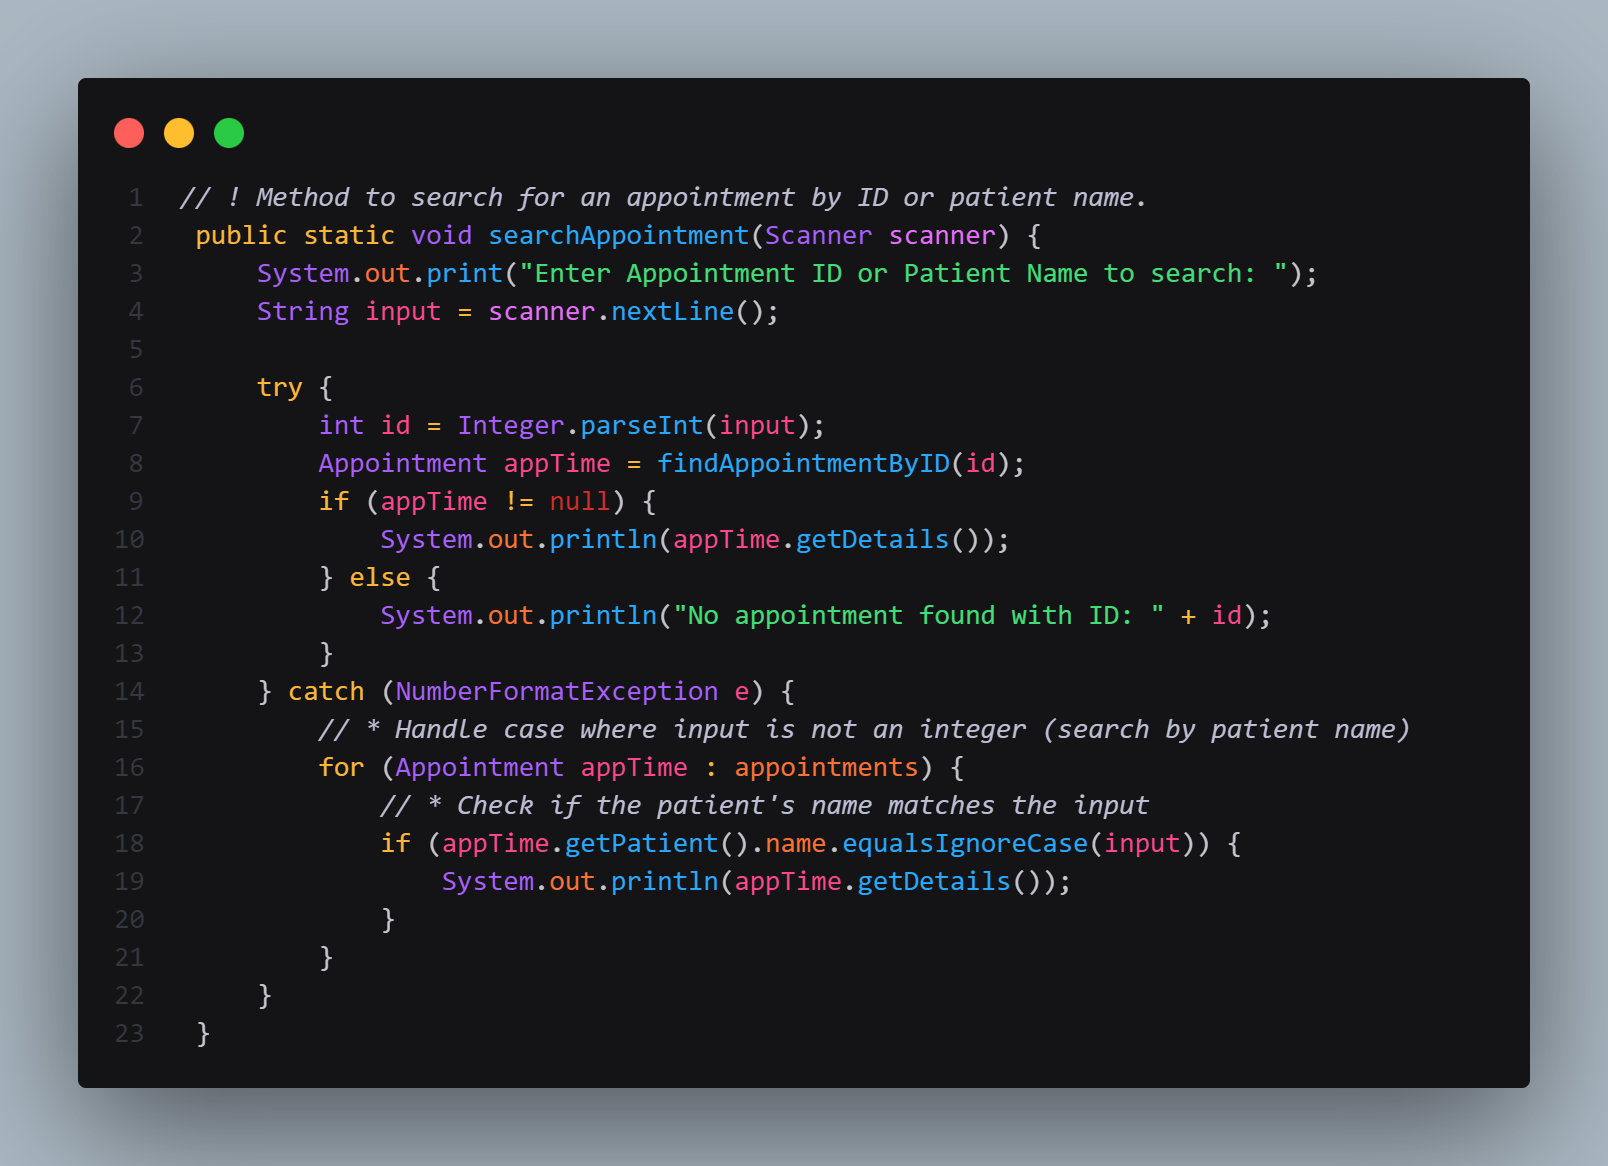 1 // ! Method to search for an appointment by ID or patient name.
2 public static void searchAppointment(Scanner scanner) {
3 System.out.print("Enter Appointment ID or Patient Name to search: ");
4 String input = scanner.nextLine();
5
6 try {
7 int id = Integer.parseInt(input);
8 Appointment appTime = findAppointmentByID(id);
9 if (appTime != null) {
10 System.out.println(appTime.getDetails());
11 } else {
12 System.out.println("No appointment found with ID: " + id);
13 }
14 } catch (NumberFormatException e) {
15 // * Handle case where input is not an integer (search by patient name)
16 for (Appointment appTime : appointments) {
17 // * Check if the patient's name matches the input
18 if (appTime.getPatient().name.equalsIgnoreCase(input)) {
19 System.out.println(appTime.getDetails());
20 }
21 }
22 }
23 }